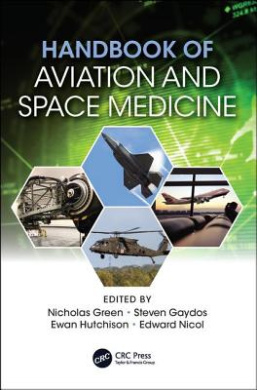 HANDBOOK OF
AVIATION AND
SPACE MEDICINE
EDITED BY
Nicholas Green • Steven Gaydos
Ewan Hutchison • Edward Nicol
CRC
CRC Press
Taylor & Francis Group